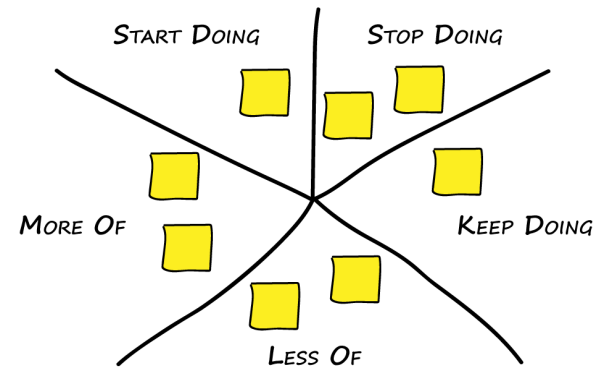 Start Doing
Stop Doing
More Of
Keep Doing
Less Of